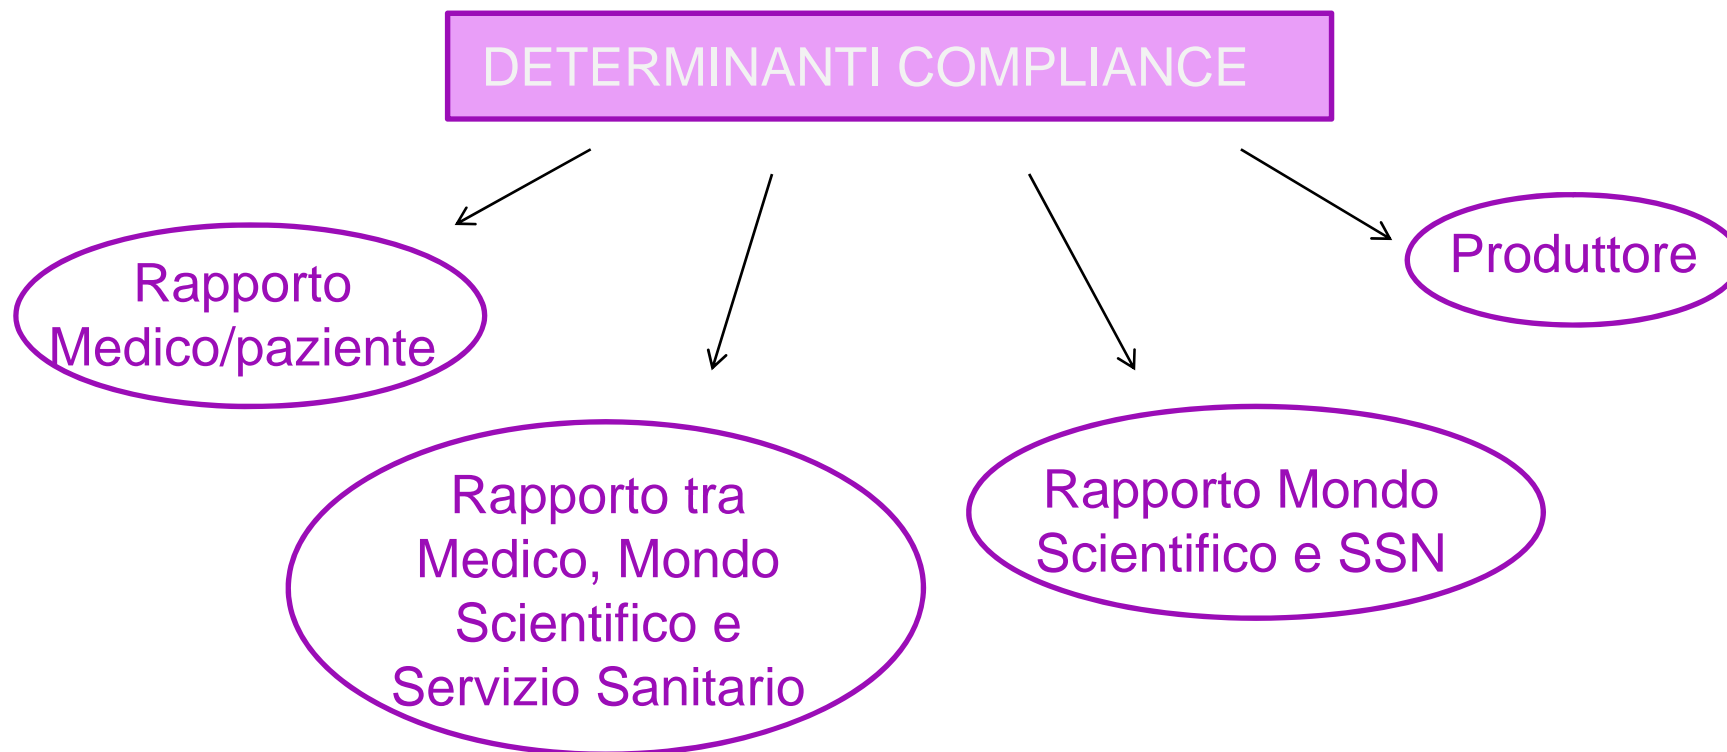 DETERMINANTI COMPLIANCE
Rapporto
Medico/paziente
Rapporto tra
Medico, Mondo
Scientifico e
Servizio Sanitario
Rapporto Mondo
Scientifico e SSN
Produttore